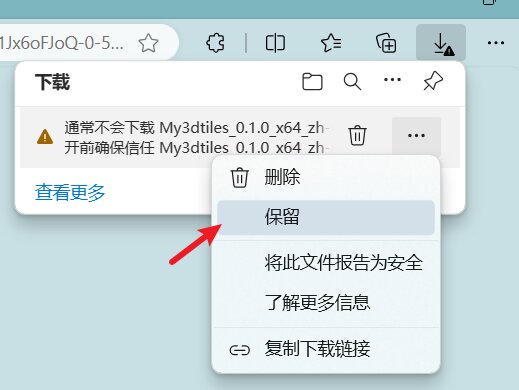 1Jx6oFJoQ-0-5...
下载
通常不会下载 My3dtiles_0.1.0_x64_zh-
开前确保信任 My3dtiles_0.1.0_x64_zh-
查看更多
删除
保留
将此文件报告为安全
了解更多信息
复制下载链接